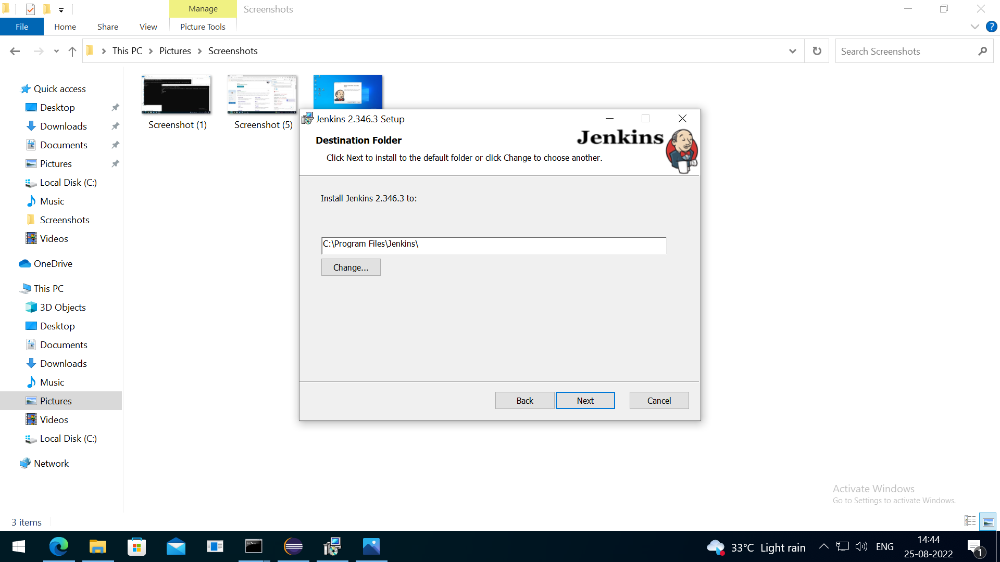 Manage
Screenshots
File
Home
Share
View
Picture Tools
This PC
Pictures
Screenshots
Search Screenshots
Quick access
Desktop
Downloads
Documents
Pictures
Local Disk (C:)
Music
Screenshots
Videos
OneDrive
This PC
3D Objects
Desktop
Documents
Downloads
Music
Pictures
Videos
Local Disk (C:)
Network
Screenshot (1)
Screenshot (5)
Jenkins 2.346.3 Setup
Destination Folder
Jenkins
Click Next to install to the default folder or click Change to choose another.
Install Jenkins 2.346.3 to:
C:\Program Files\Jenkins\
Change...
Back
Next
Cancel
Activate Windows
Go to Settings to activate Windows.
3 items
33°C Light rain
ENG
14:44
25-08-2022
1